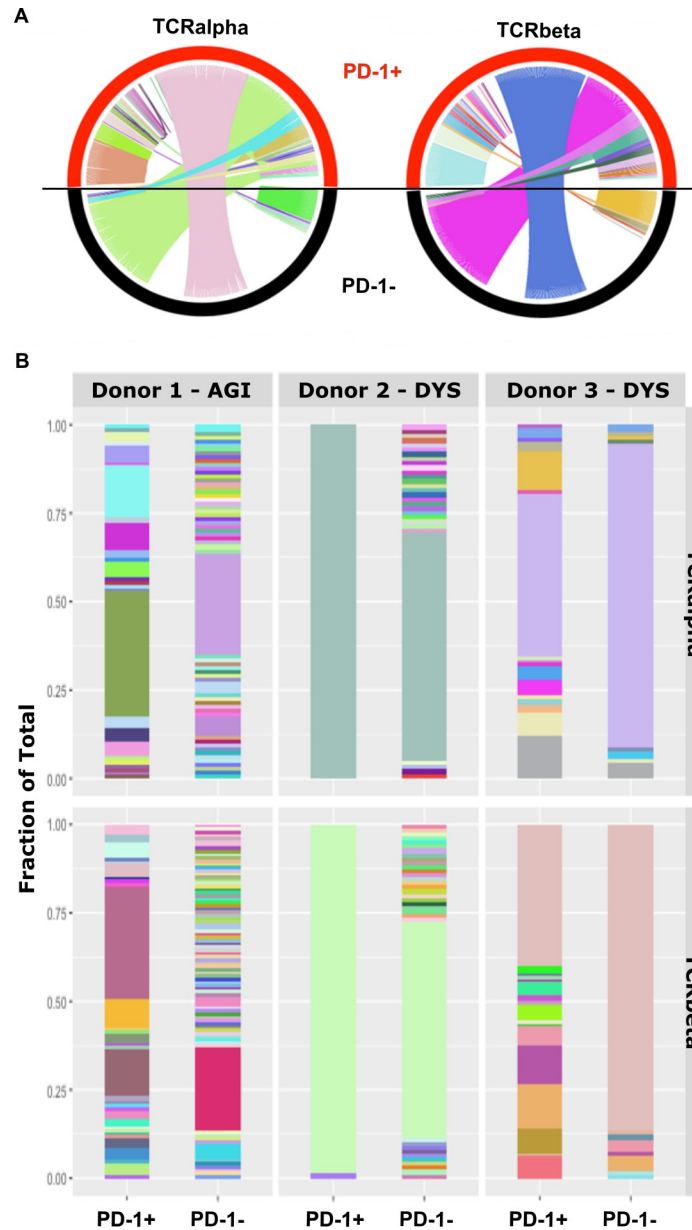 A
TCRalpha
TCRbeta
PD-1+
PD-1-
B
Donor 1 - AGI
Donor 2 - DYS
Donor 3 - DYS
Fraction of Total
1.00
0.75
0.50
0.25
0.00
1.00
0.75
0.50
0.25
0.00
PD-1+
PD-1-
PD-1+
PD-1-
PD-1+
PD-1-